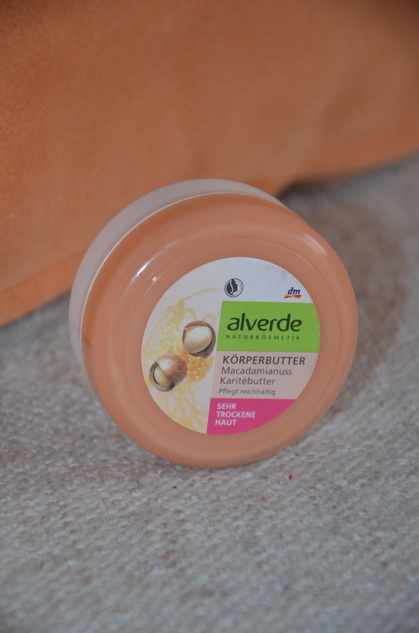 dm
alverde
NATURKOSMETIK
KÖRPERBUTTER
Macadamianuss
Karitébutter
Pflegt reichhaltig
SEHR
TROCKENE
HAUT